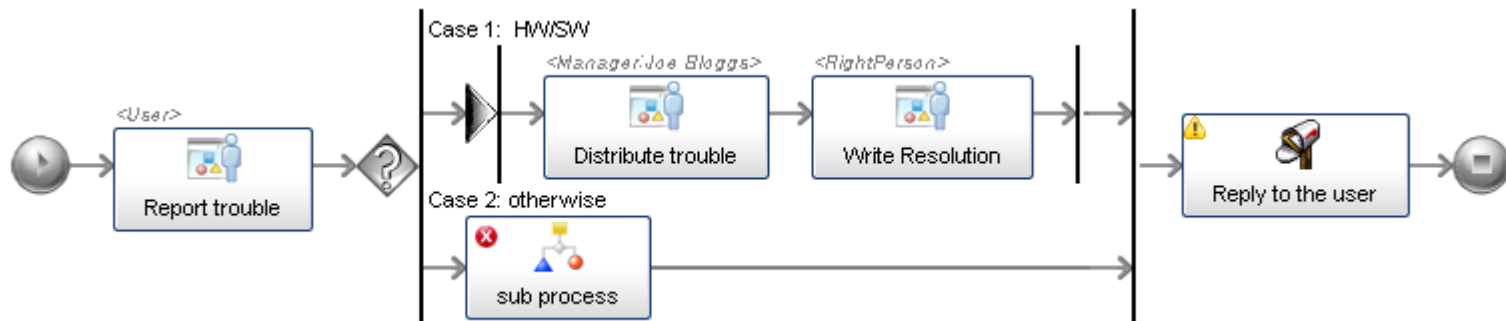 Case 1:  HW/SW
<Manager:Joe Bloggs>
<RightPerson>
<User>
Distribute trouble
Write Resolution
Report trouble
Case 2: otherwise
sub process
Reply to the user